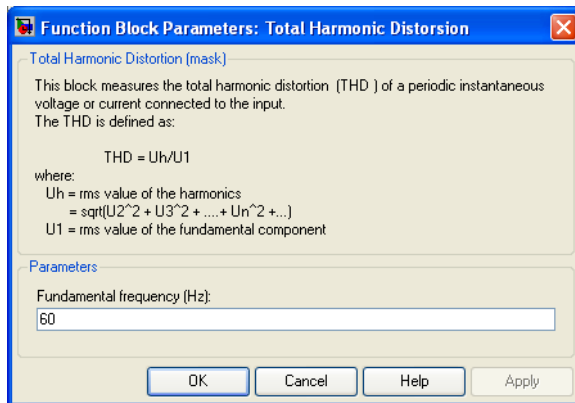 Function Block Parameters: Total Harmonic Distorsion
Total Harmonic Distortion (mask)
This block measures the total harmonic distortion (THD ) of a periodic instantaneous
voltage or current connected to the input.
The THD is defined as:
THD = Uh/U1
where:
Uh = rms value of the harmonics
= sqrt(U2^2 + U3^2 + ....+ Un^2 +...)
U1 = rms value of the fundamental component
Parameters
Fundamental frequency (Hz):
60
OK Cancel Help Apply